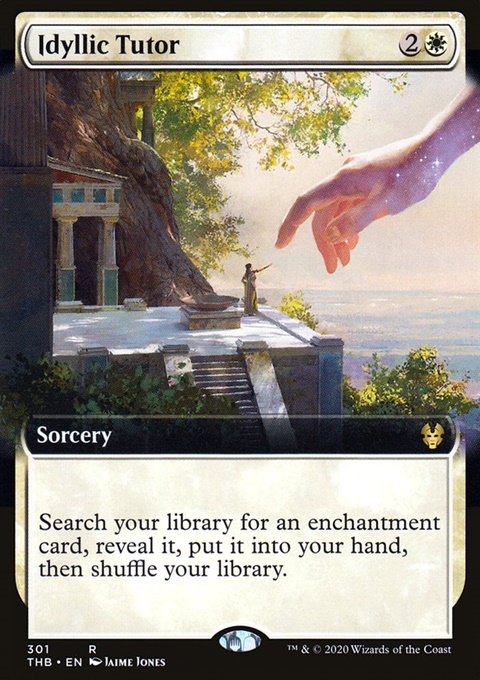 Idyllic Tutor 2
Sorcery
Search your library for an enchantment
card, reveal it, put it into your hand,
then shuffle your library.
301 R
THB • EN Jaime Jones
™ & © 2020 Wizards of the Coast